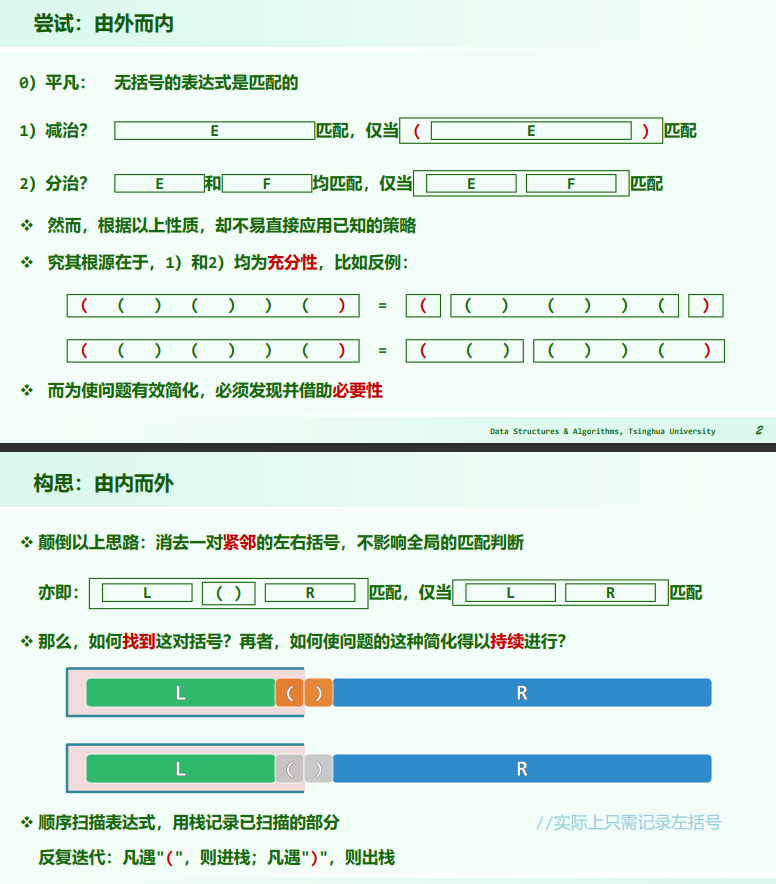 尝试：由外而内
0）平凡： 无括号的表达式是匹配的
1）减治？ E 匹配，仅当 ( E ) 匹配
2）分治？ E 和 F 均匹配，仅当 E F 匹配
❖ 然而，根据以上性质，却不易直接应用已知的策略
❖ 究其根源在于，1）和2）均为充分性，比如反例：
( ( ) ( ) ) ( ) = ( ( ) ( ) ) ( )
( ( ) ( ) ) ( ) = ( ( ) ( ) ) ( )
❖ 而为使问题有效简化，必须发现并借助必要性
Data Structures & Algorithms, Tsinghua University 2
构思：由内而外
❖ 颠倒以上思路：消去一对紧邻的左右括号，不影响全局的匹配判断
亦即： L ( ) R 匹配，仅当 L R 匹配
❖ 那么，如何找到这对括号？再者，如何使问题的这种简化得以持续进行？
L ( ) R
L ( ) R
❖ 顺序扫描表达式，用栈记录已扫描的部分 //实际上只需记录左括号
反复迭代：凡遇"("，则进栈；凡遇")"，则出栈